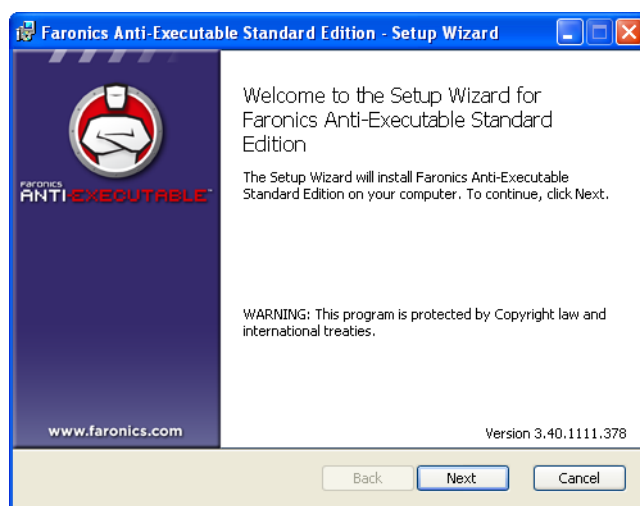 Faronics Anti-Executable Standard Edition - Setup Wizard
Welcome to the Setup Wizard for
Faronics Anti-Executable Standard
Edition
The Setup Wizard will install Faronics Anti-Executable
Standard Edition on your computer. To continue, click Next.
FARONICS
ANTI-EXECUTABLE™
WARNING: This program is protected by Copyright law and
international treaties.
www.faronics.com
Version 3.40.1111.378
Back
Next
Cancel